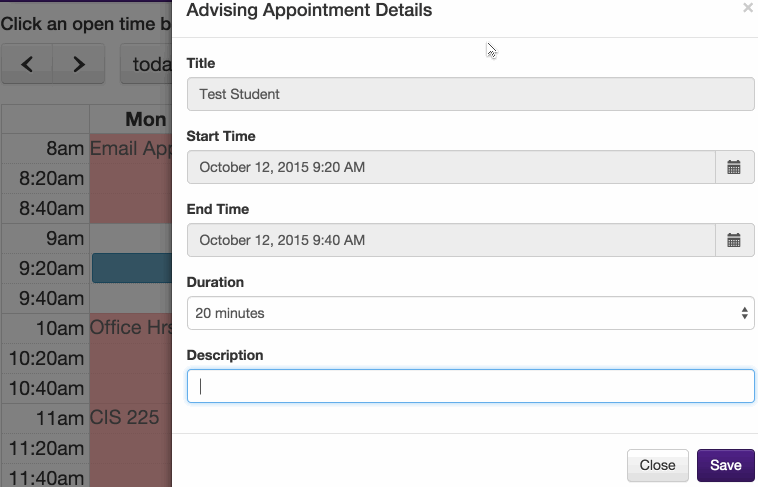 Advising Appointment Details
×
Click an open time b
toda
Title
Test Student
Start Time
October 12, 2015 9:20 AM
End Time
October 12, 2015 9:40 AM
Duration
20 minutes
Description
Close
Save
Mon
8am Email App
8:20am
8:40am
9am
9:20am
9:40am
10am Office Hrs
10:20am
10:40am
11am CIS 225
11:20am
11:40am